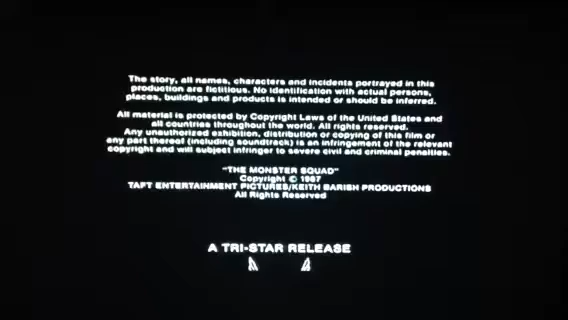 The story, all names, characters and incidents portrayed in this
production are fictitious. No identification with actual persons,
places, buildings and products is intended or should be inferred.
All material is protected by Copyright Laws of the United States and
all countries throughout the world. All rights reserved.
Any unauthorized exhibition, distribution or copying of this film or
any part thereof (including soundtrack) is an infringement of the relevant
copyright and will subject infringer to severe civil and criminal penalties.
"THE MONSTER SQUAD"
Copyright © 1987
TAFT ENTERTAINMENT PICTURES/KEITH BARISH PRODUCTIONS
All Rights Reserved
A TRI-STAR RELEASE